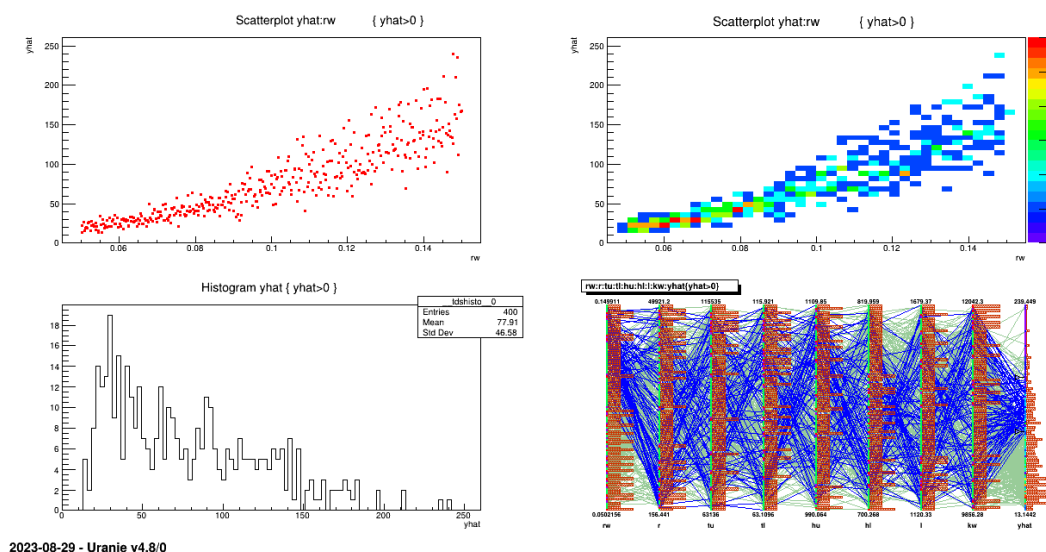 Scatterplot yhat:rw { yhat>0 }
yhat
250
200
150
100
50
0
0.06 0.08 0.1 0.12 0.14
rw
Scatterplot yhat:rw { yhat>0 }
yhat
250
200
150
100
50
0
0.06 0.08 0.1 0.12 0.14
rw
Histogram yhat { yhat>0 }
__tdshisto__0
Entries 400
Mean 77.91
Std Dev 46.58
18
16
14
12
10
8
6
4
2
0
0 50 100 150 200 250
yhat
rw:r:tu:tl:hu:hl:l:kw:yhat{yhat>0}
0.149911 49921.2 115535 115.921 1109.85 819.959 1679.37 12042.3 239.449
0.0502156 156.441 63136 63.1096 990.064 700.268 1120.33 9856.28 13.1442
rw r tu tl hu hl l kw yhat
2023-08-29 - Uranie v4.8/0